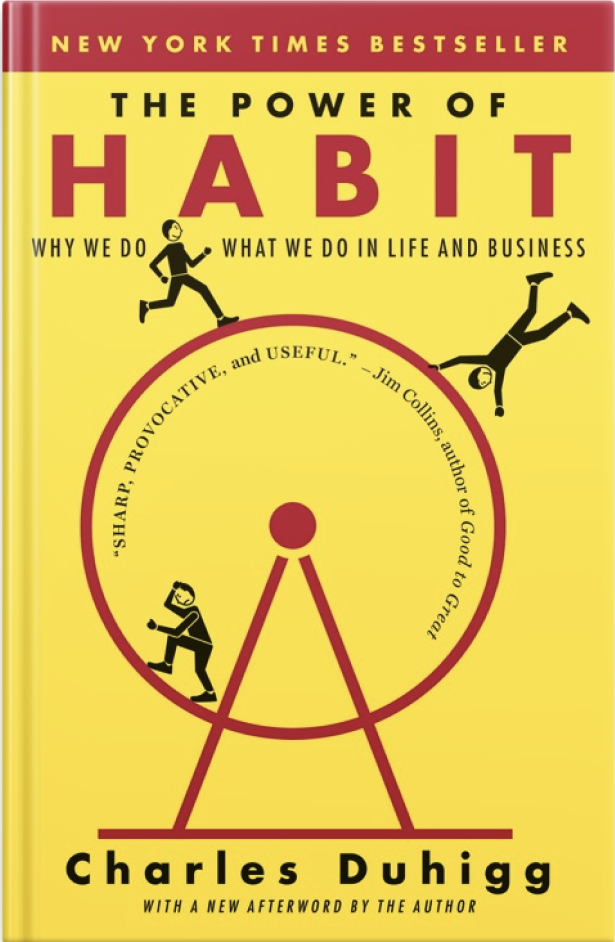 NEW YORK TIMES BESTSELLER
THE POWER OF
HABIT
WHY WE DO WHAT WE DO IN LIFE AND BUSINESS
“SHARP, PROVOCATIVE, and USEFUL.” –Jim Collins, author of Good to Great
Charles Duhigg
WITH A NEW AFTERWORD BY THE AUTHOR